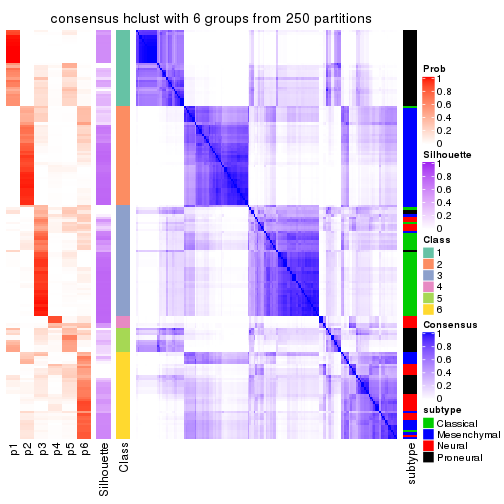 consensus hclust with 6 groups from 250 partitions
Prob
1
0.8
0.6
0.4
0.2
0
Silhouette
1
0.8
0.6
0.4
0.2
0
Class
1
2
3
4
5
6
Consensus
1
0.8
0.6
0.4
0.2
0
subtype
Classical
Mesenchymal
Neural
Proneural
p1
p2
p3
p4
p5
p6
Silhouette
Class
subtype